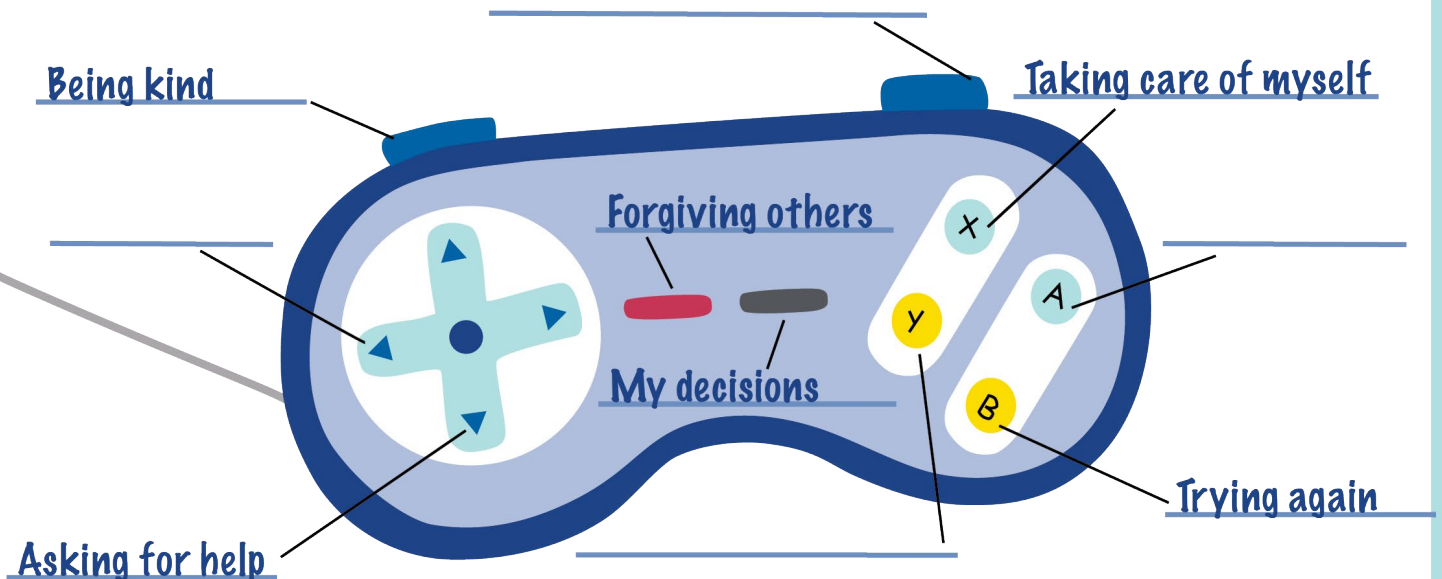 Being kind
Taking care of myself
Forgiving others
X
A
Y
My decisions
B
Trying again
Asking for help